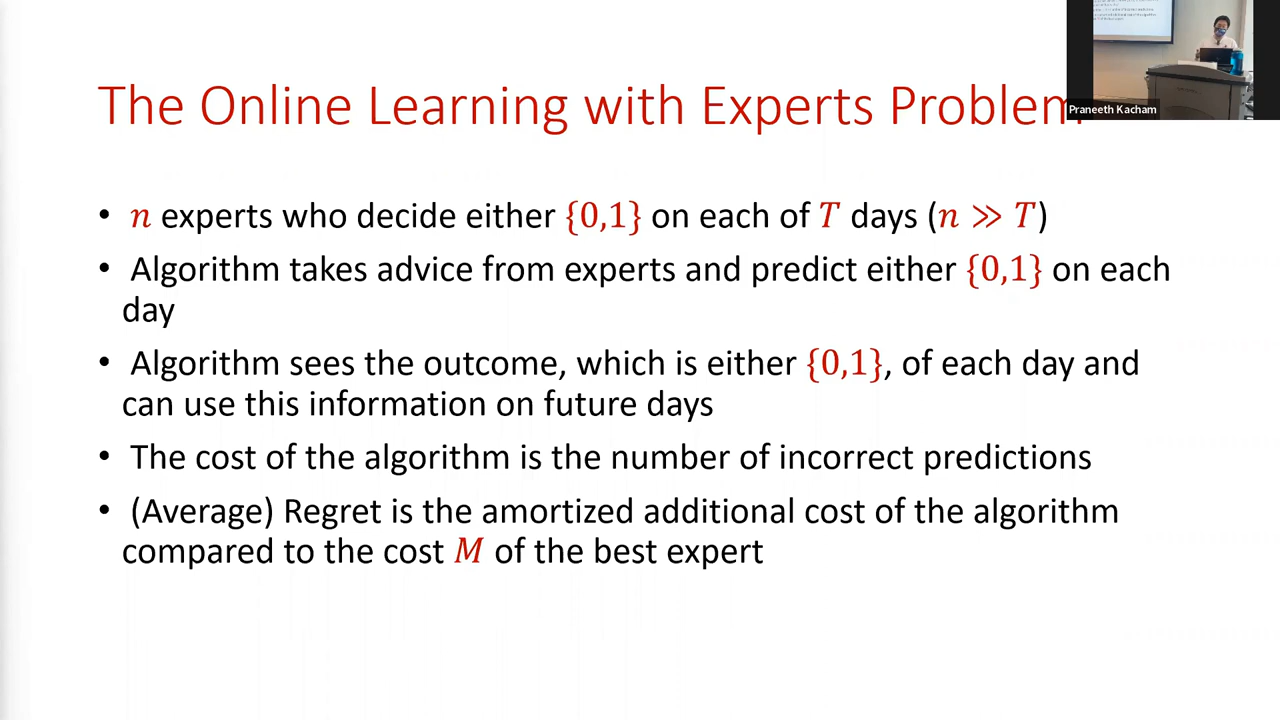 The Online Learning with Experts Problem
Praneeth Kacham
• n experts who decide either {0,1} on each of T days (n ≫ T)
• Algorithm takes advice from experts and predict either {0,1} on each
day
• Algorithm sees the outcome, which is either {0,1}, of each day and
can use this information on future days
• The cost of the algorithm is the number of incorrect predictions
• (Average) Regret is the amortized additional cost of the algorithm
compared to the cost M of the best expert